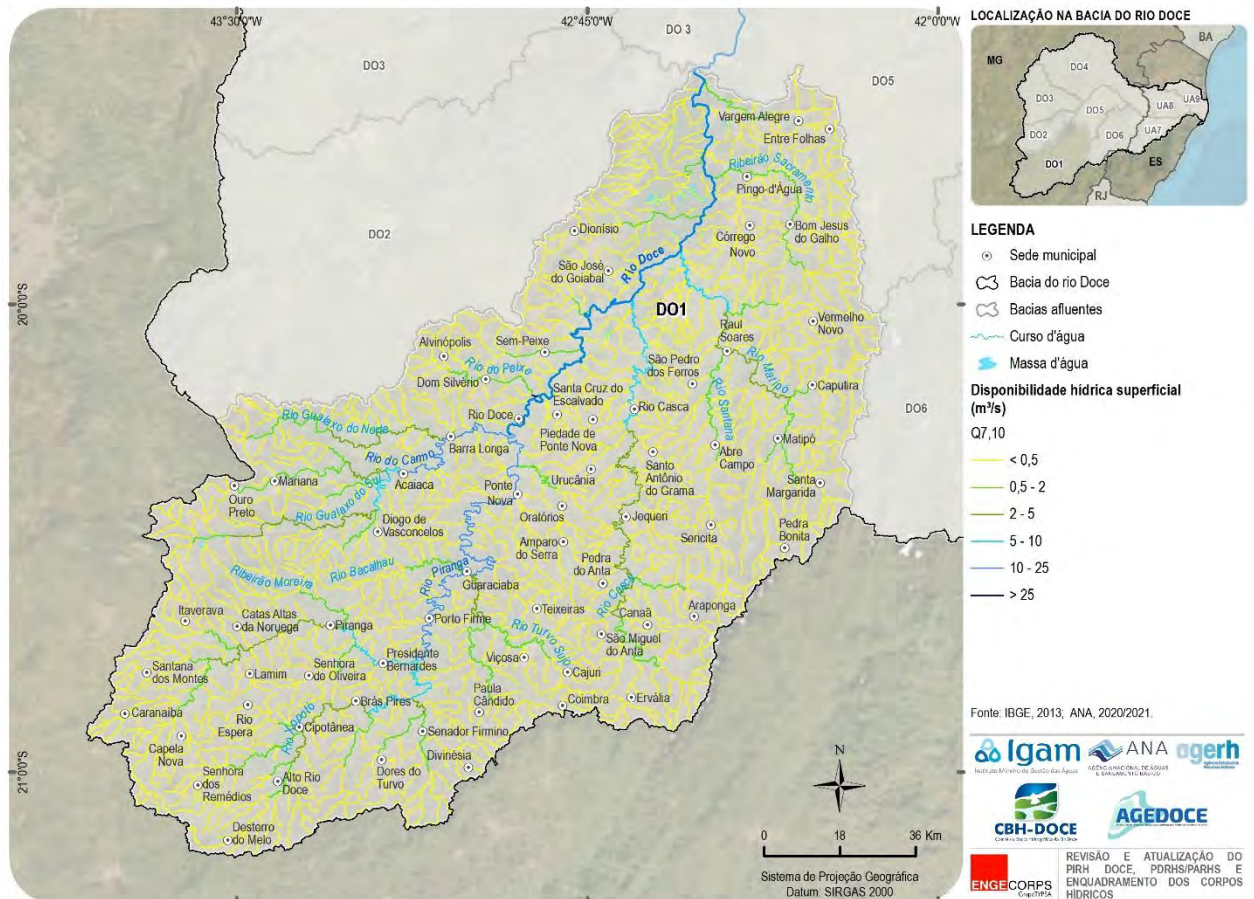 43°30'0"W
42°45'0"W
42°0'0"W
20°0'0"S
21°0'0"S
DO 3
DO3
DO5
DO2
DO6
DO1
Vargem Alegre
Entre Folhas
Ribeirão Sacramento
Pingo-d'Água
Dionísio
Córrego
Novo
Bom Jesus
do Galho
São José
do Goiabal
Rio Doce
Vermelho
Novo
Raul
Soares
Alvinópolis
Sem-Peixe
Rio do Peixe
Dom Silvério
São Pedro
dos Ferros
Rio Matipó
Caputira
Santa Cruz do
Escalvado
Rio Santana
Rio Doce
Rio Casca
Rio Gualaxo do Norte
Piedade de
Ponte Nova
Barra Longa
Rio do Carmo
Abre
Campo
Matipó
Mariana
Acaiaca
Urucânia
Santo
Antônio
do Grama
Santa
Margarida
Ouro
Preto
Rio Gualaxo do Sul
Ponte
Nova
Oratórios
Jequeri
Diogo de
Vasconcelos
Sericita
Pedra
Bonita
Amparo
do Serra
Rio Bacalhau
Rio Piranga
Pedra
do Anta
Ribeirão Moreira
Guaraciaba
Rio Casca
Itaverava
Catas Altas
da Noruega
Piranga
Porto Firme
Teixeiras
Canaã
Araponga
Rio Turvo Sujo
São Miguel
do Anta
Santana
dos Montes
Lamim
Senhora
de Oliveira
Presidente
Bernardes
Viçosa
Cajuri
Caranaíba
Rio
Espera
Brás Pires
Paula
Cândido
Coimbra
Ervália
Rio Xopotó
Cipotânea
Capela
Nova
Senador Firmino
Senhora
dos
Remédios
Alto Rio
Doce
Dores do
Turvo
Divinésia
Desterro
do Melo
N
0 18 36 Km
Sistema de Projeção Geográfica
Datum: SIRGAS 2000
LOCALIZAÇÃO NA BACIA DO RIO DOCE
BA
MG
DO4
DO3
DO5
UA8
UA9
DO2
DO6
UA7
DO1
ES
RJ
LEGENDA
Sede municipal
Bacia do rio Doce
Bacias afluentes
Curso d'água
Massa d'água
Disponibilidade hídrica superficial
(m³/s)
Q7,10
< 0,5
0,5 - 2
2 - 5
5 - 10
10 - 25
> 25
Fonte: IBGE, 2013; ANA, 2020/2021.
Igam
Instituto Mineiro de Gestão das Águas
ANA
AGÊNCIA NACIONAL DE ÁGUAS
E SANEAMENTO BÁSICO
agerh
CBH-DOCE
AGEDOCE
ENGECORPS
REVISÃO E ATUALIZAÇÃO DO
PIRH DOCE, PDRHS/PARHS E
ENQUADRAMENTO DOS CORPOS
HÍDRICOS